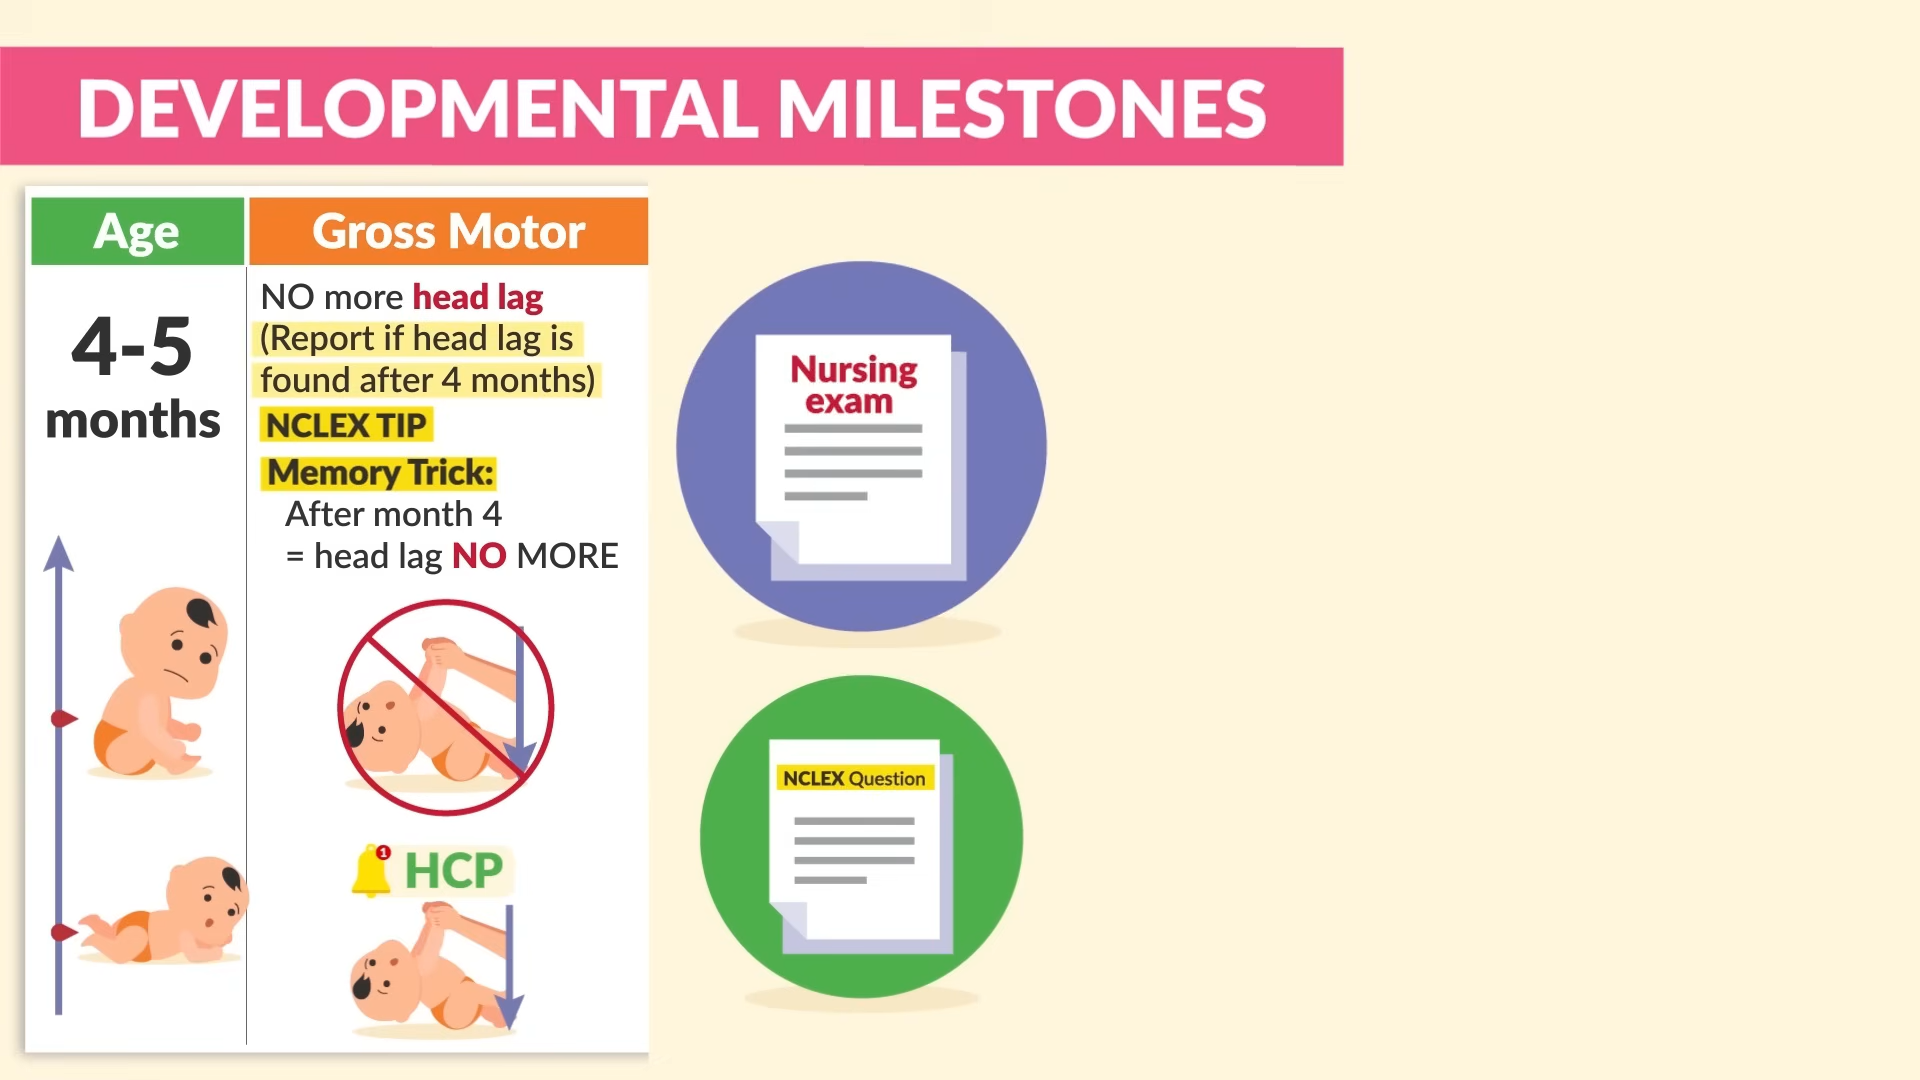 DEVELOPMENTAL MILESTONES
Age
Gross Motor
4-5
months
NO more head lag
(Report if head lag is
found after 4 months)
NCLEX TIP
Memory Trick:
After month 4
= head lag NO MORE
1
HCP
Nursing
exam
NCLEX Question